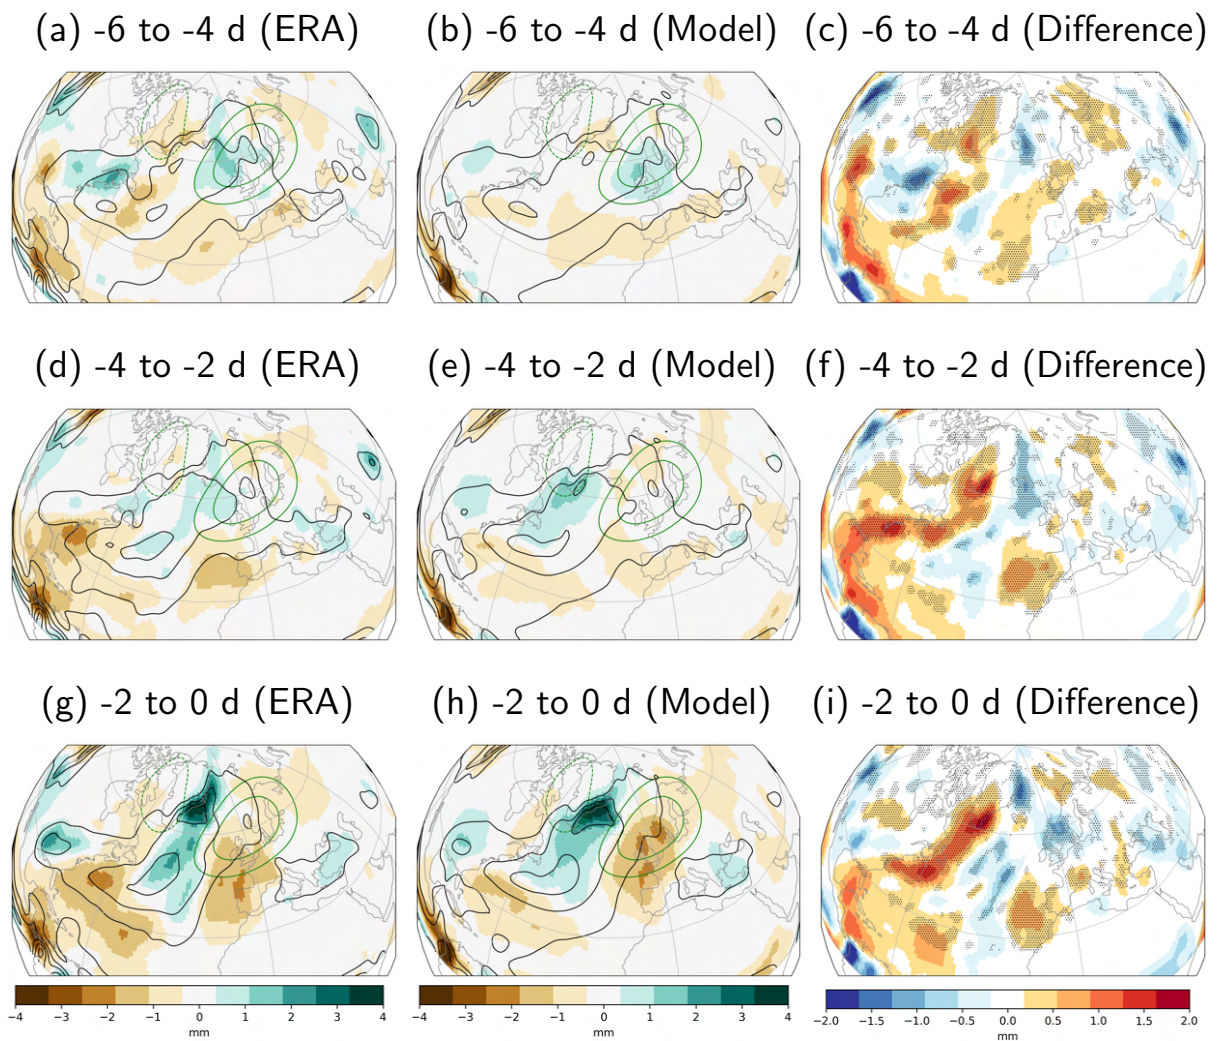 (a) -6 to -4 d (ERA) (b) -6 to -4 d (Model) (c) -6 to -4 d (Difference)
(d) -4 to -2 d (ERA) (e) -4 to -2 d (Model) (f) -4 to -2 d (Difference)
(g) -2 to 0 d (ERA) (h) -2 to 0 d (Model) (i) -2 to 0 d (Difference)
−4 −3 −2 −1 0 1 2 3 4 −4 −3 −2 −1 0 1 2 3 4 −2.0 −1.5 −1.0 −0.5 0.0 0.5 1.0 1.5 2.0
mm mm mm